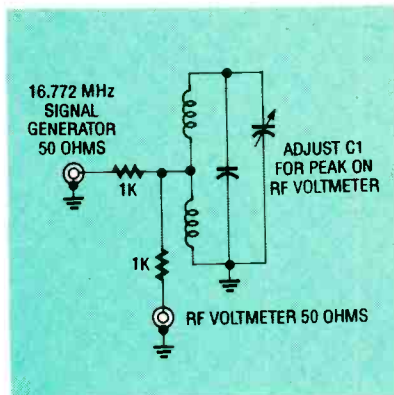 16.772 MHz
SIGNAL
GENERATOR
50 OHMS
1K
ADJUST C1
FOR PEAK ON
RF VOLTMETER
1K
RF VOLTMETER 50 OHMS